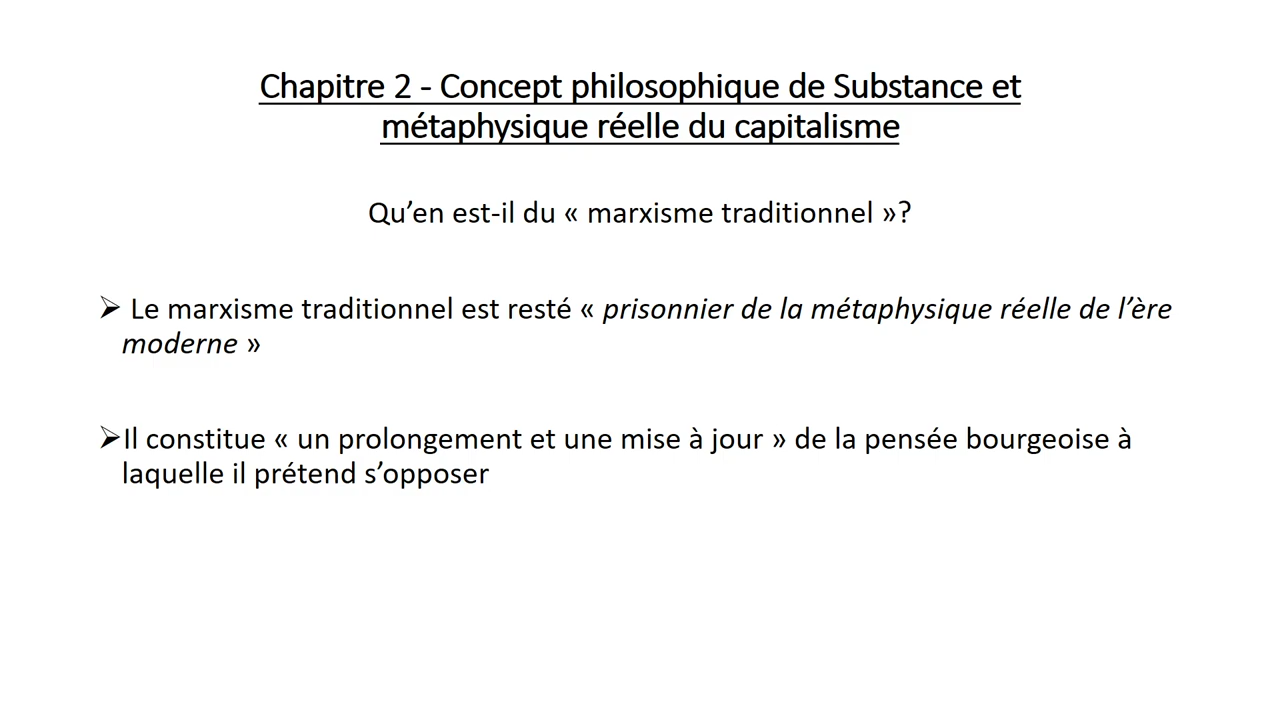 Chapitre 2 - Concept philosophique de Substance et
métaphysique réelle du capitalisme
Qu’en est-il du « marxisme traditionnel »?
➢ Le marxisme traditionnel est resté « prisonnier de la métaphysique réelle de l’ère
moderne »
➢Il constitue « un prolongement et une mise à jour » de la pensée bourgeoise à
laquelle il prétend s’opposer